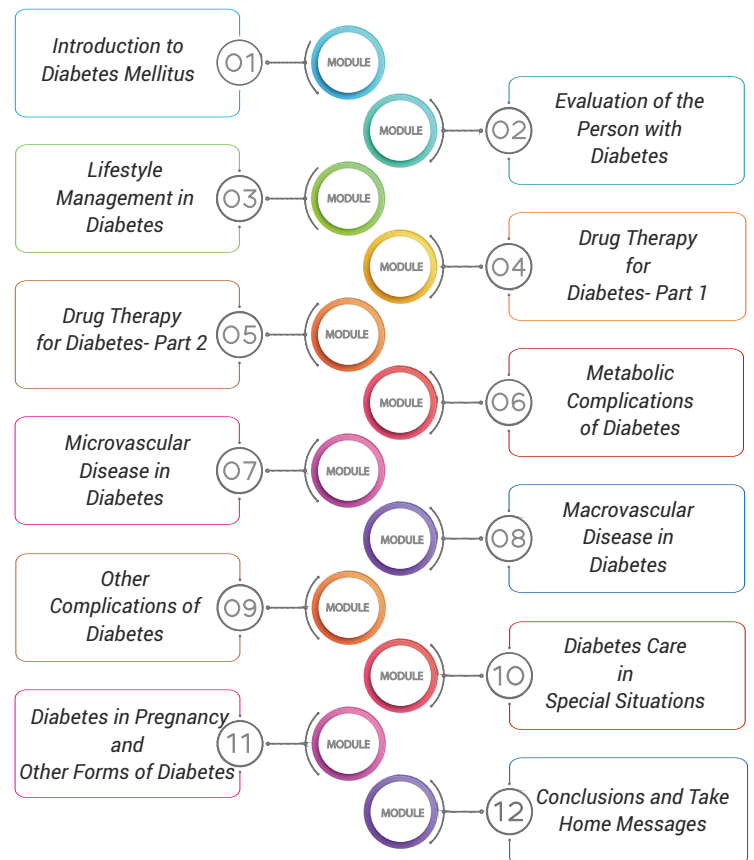 Introduction to
Diabetes Mellitus
01
MODULE
MODULE
02
Evaluation of the
Person with
Diabetes
Lifestyle
Management in
Diabetes
03
MODULE
MODULE
04
Drug Therapy
for
Diabetes- Part 1
Drug Therapy
for Diabetes- Part 2
05
MODULE
MODULE
06
Metabolic
Complications
of Diabetes
Microvascular
Disease in
Diabetes
07
MODULE
MODULE
08
Macrovascular
Disease in
Diabetes
Other
Complications of
Diabetes
09
MODULE
MODULE
10
Diabetes Care
in
Special Situations
Diabetes in Pregnancy
and
Other Forms of Diabetes
11
MODULE
MODULE
12
Conclusions and Take
Home Messages